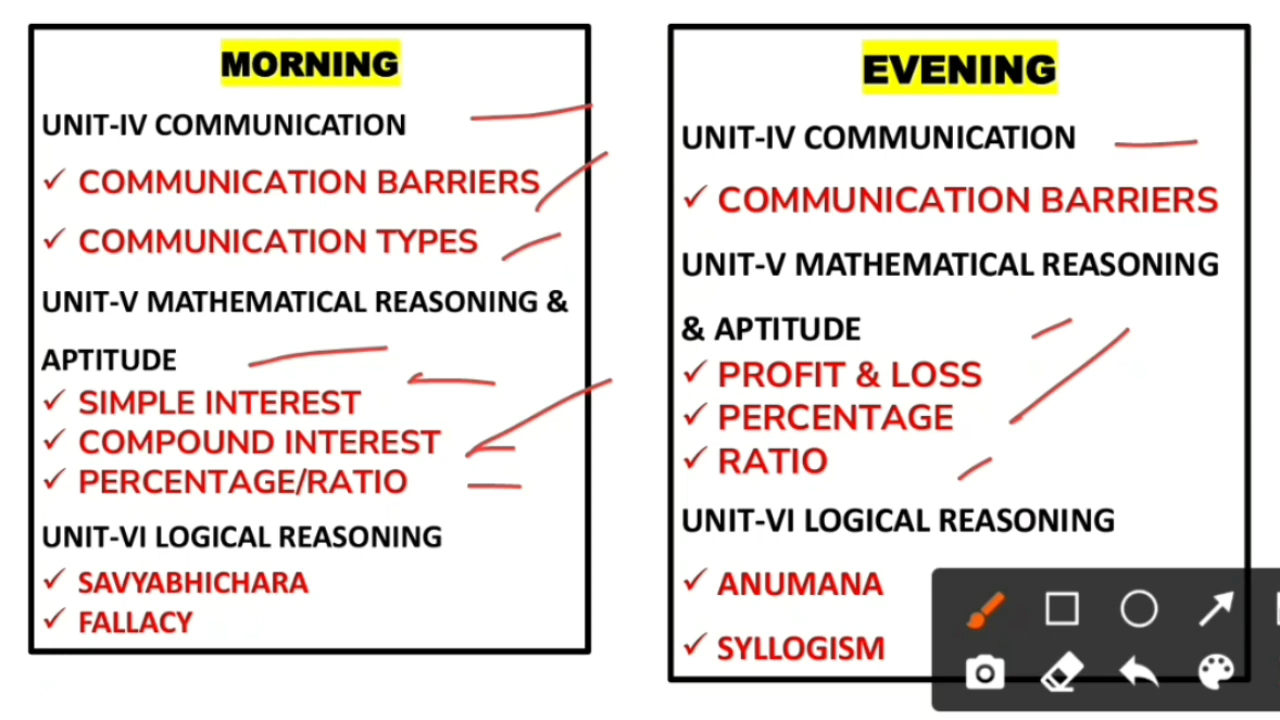 MORNING
UNIT-IV COMMUNICATION
✓ COMMUNICATION BARRIERS
✓ COMMUNICATION TYPES
UNIT-V MATHEMATICAL REASONING &
APTITUDE
✓ SIMPLE INTEREST
✓ COMPOUND INTEREST
✓ PERCENTAGE/RATIO
UNIT-VI LOGICAL REASONING
✓ SAVYABHICHARA
✓ FALLACY
EVENING
UNIT-IV COMMUNICATION
✓ COMMUNICATION BARRIERS
UNIT-V MATHEMATICAL REASONING
& APTITUDE
✓ PROFIT & LOSS
✓ PERCENTAGE
✓ RATIO
UNIT-VI LOGICAL REASONING
✓ ANUMANA
✓ SYLLOGISM